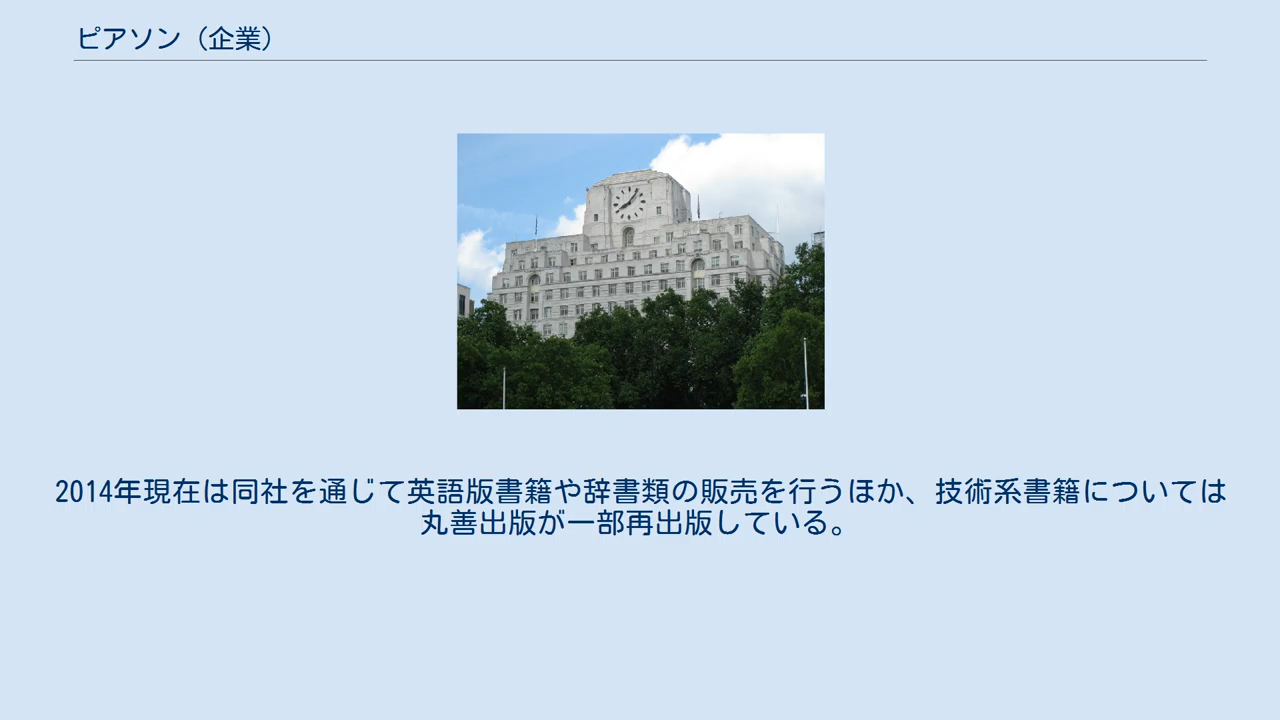 ピアソン（企業）
2014年現在は同社を通じて英語版書籍や辞書類の販売を行うほか、技術系書籍については
丸善出版が一部再出版している。